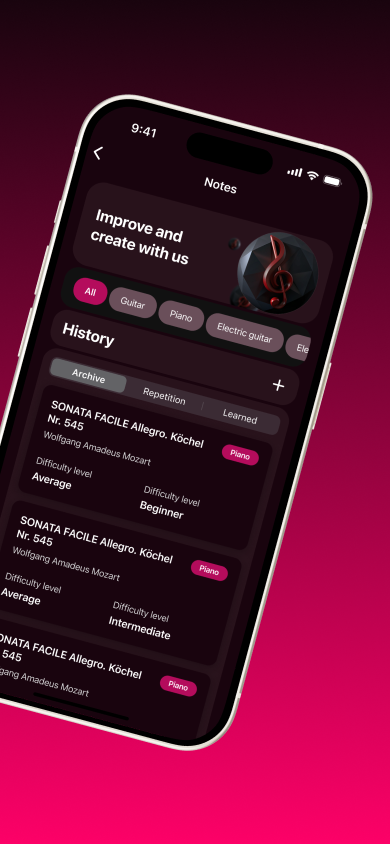 9:41
Notes
Improve and
create with us
All
Guitar
Piano
Electric guitar
Ele
History
Archive
Repetition
Learned
SONATA FACILE Allegro. Köchel
Nr. 545
Piano
Wolfgang Amadeus Mozart
Difficulty level
Average
Difficulty level
Beginner
SONATA FACILE Allegro. Köchel
Nr. 545
Piano
Wolfgang Amadeus Mozart
Difficulty level
Average
Difficulty level
Intermediate
ONATA FACILE Allegro. Köchel
545
Piano
gang Amadeus Mozart